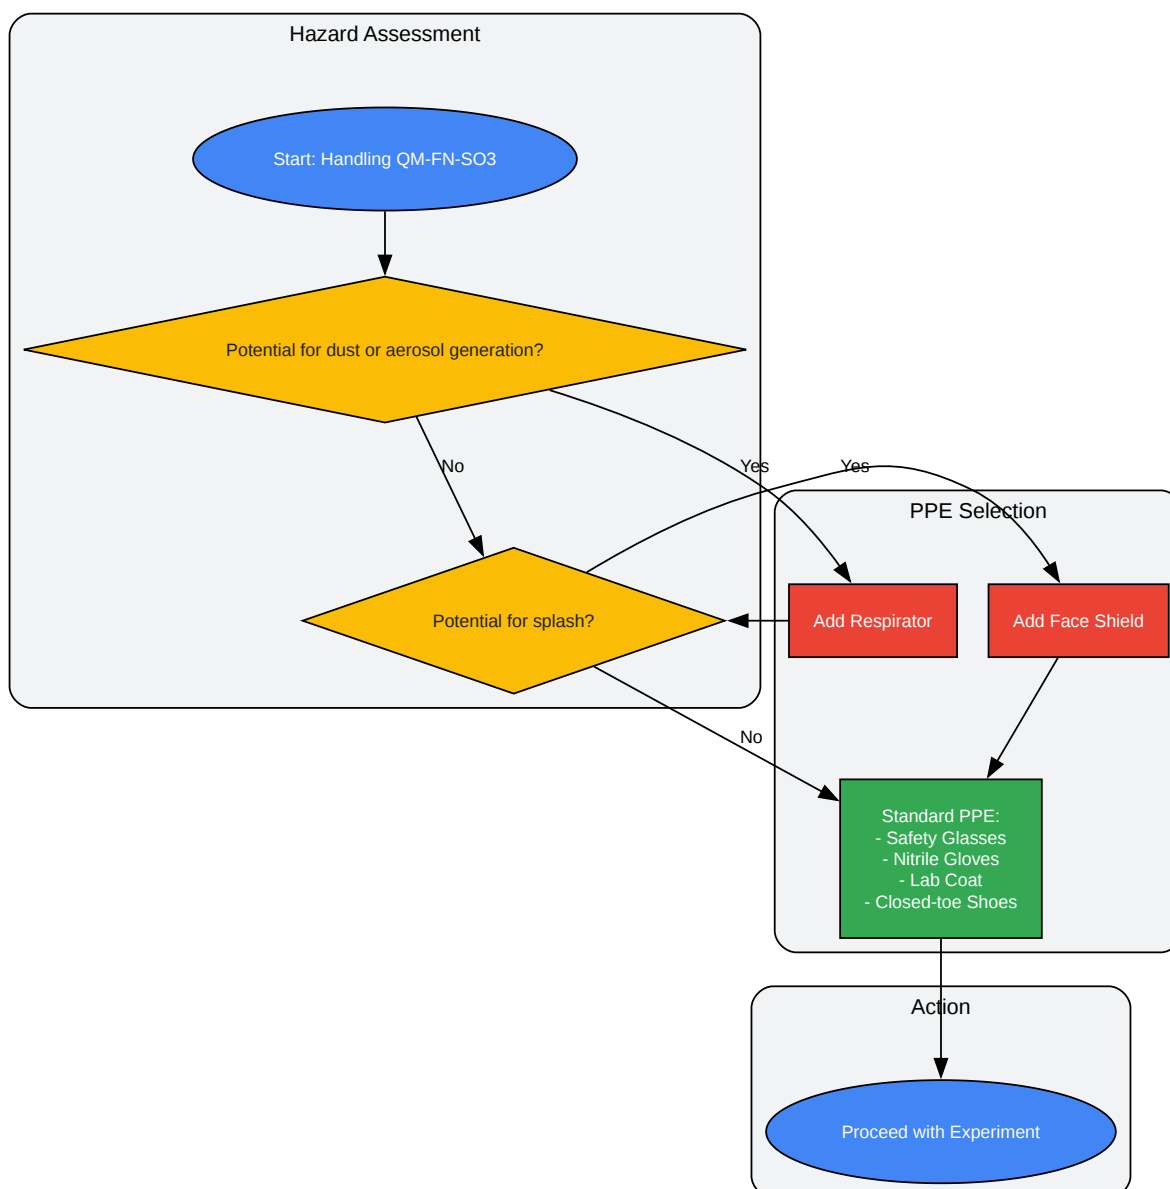 Hazard Assessment
Start: Handling QM-FN-SO3
Potential for dust or aerosol generation?
No
Yes
Yes
PPE Selection
Potential for splash?
Add Respirator
Add Face Shield
No
Standard PPE:
- Safety Glasses
- Nitrile Gloves
- Lab Coat
- Closed-toe Shoes
Action
Proceed with Experiment